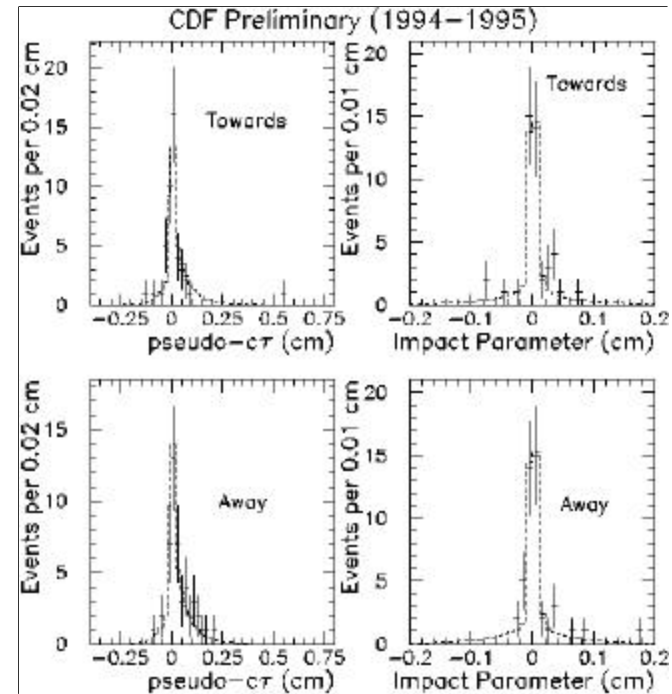 CDF Preliminary (1994-1995)
Events per 0.02 cm
20
15
10
5
0
Towards
-0.25 0 0.25 0.5 0.75
pseudo-cτ (cm)
Events per 0.01 cm
20
15
10
5
0
Towards
-0.2 -0.1 0 0.1 0.2
Impact Parameter (cm)
Events per 0.02 cm
15
10
5
0
Away
-0.25 0 0.25 0.5 0.75
pseudo-cτ (cm)
Events per 0.01 cm
20
15
10
5
0
Away
-0.2 -0.1 0 0.1 0.2
Impact Parameter (cm)